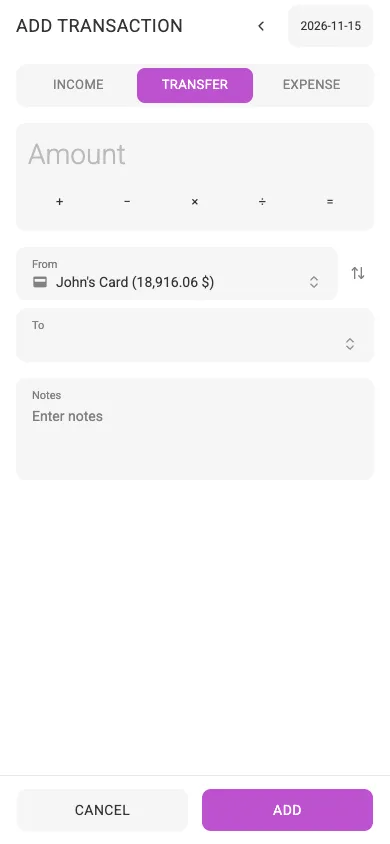 ADD TRANSACTION
2026-11-15
INCOME TRANSFER EXPENSE
Amount
+ − × ÷ =
From
John's Card (18,916.06 $)
To
Notes
Enter notes
CANCEL ADD